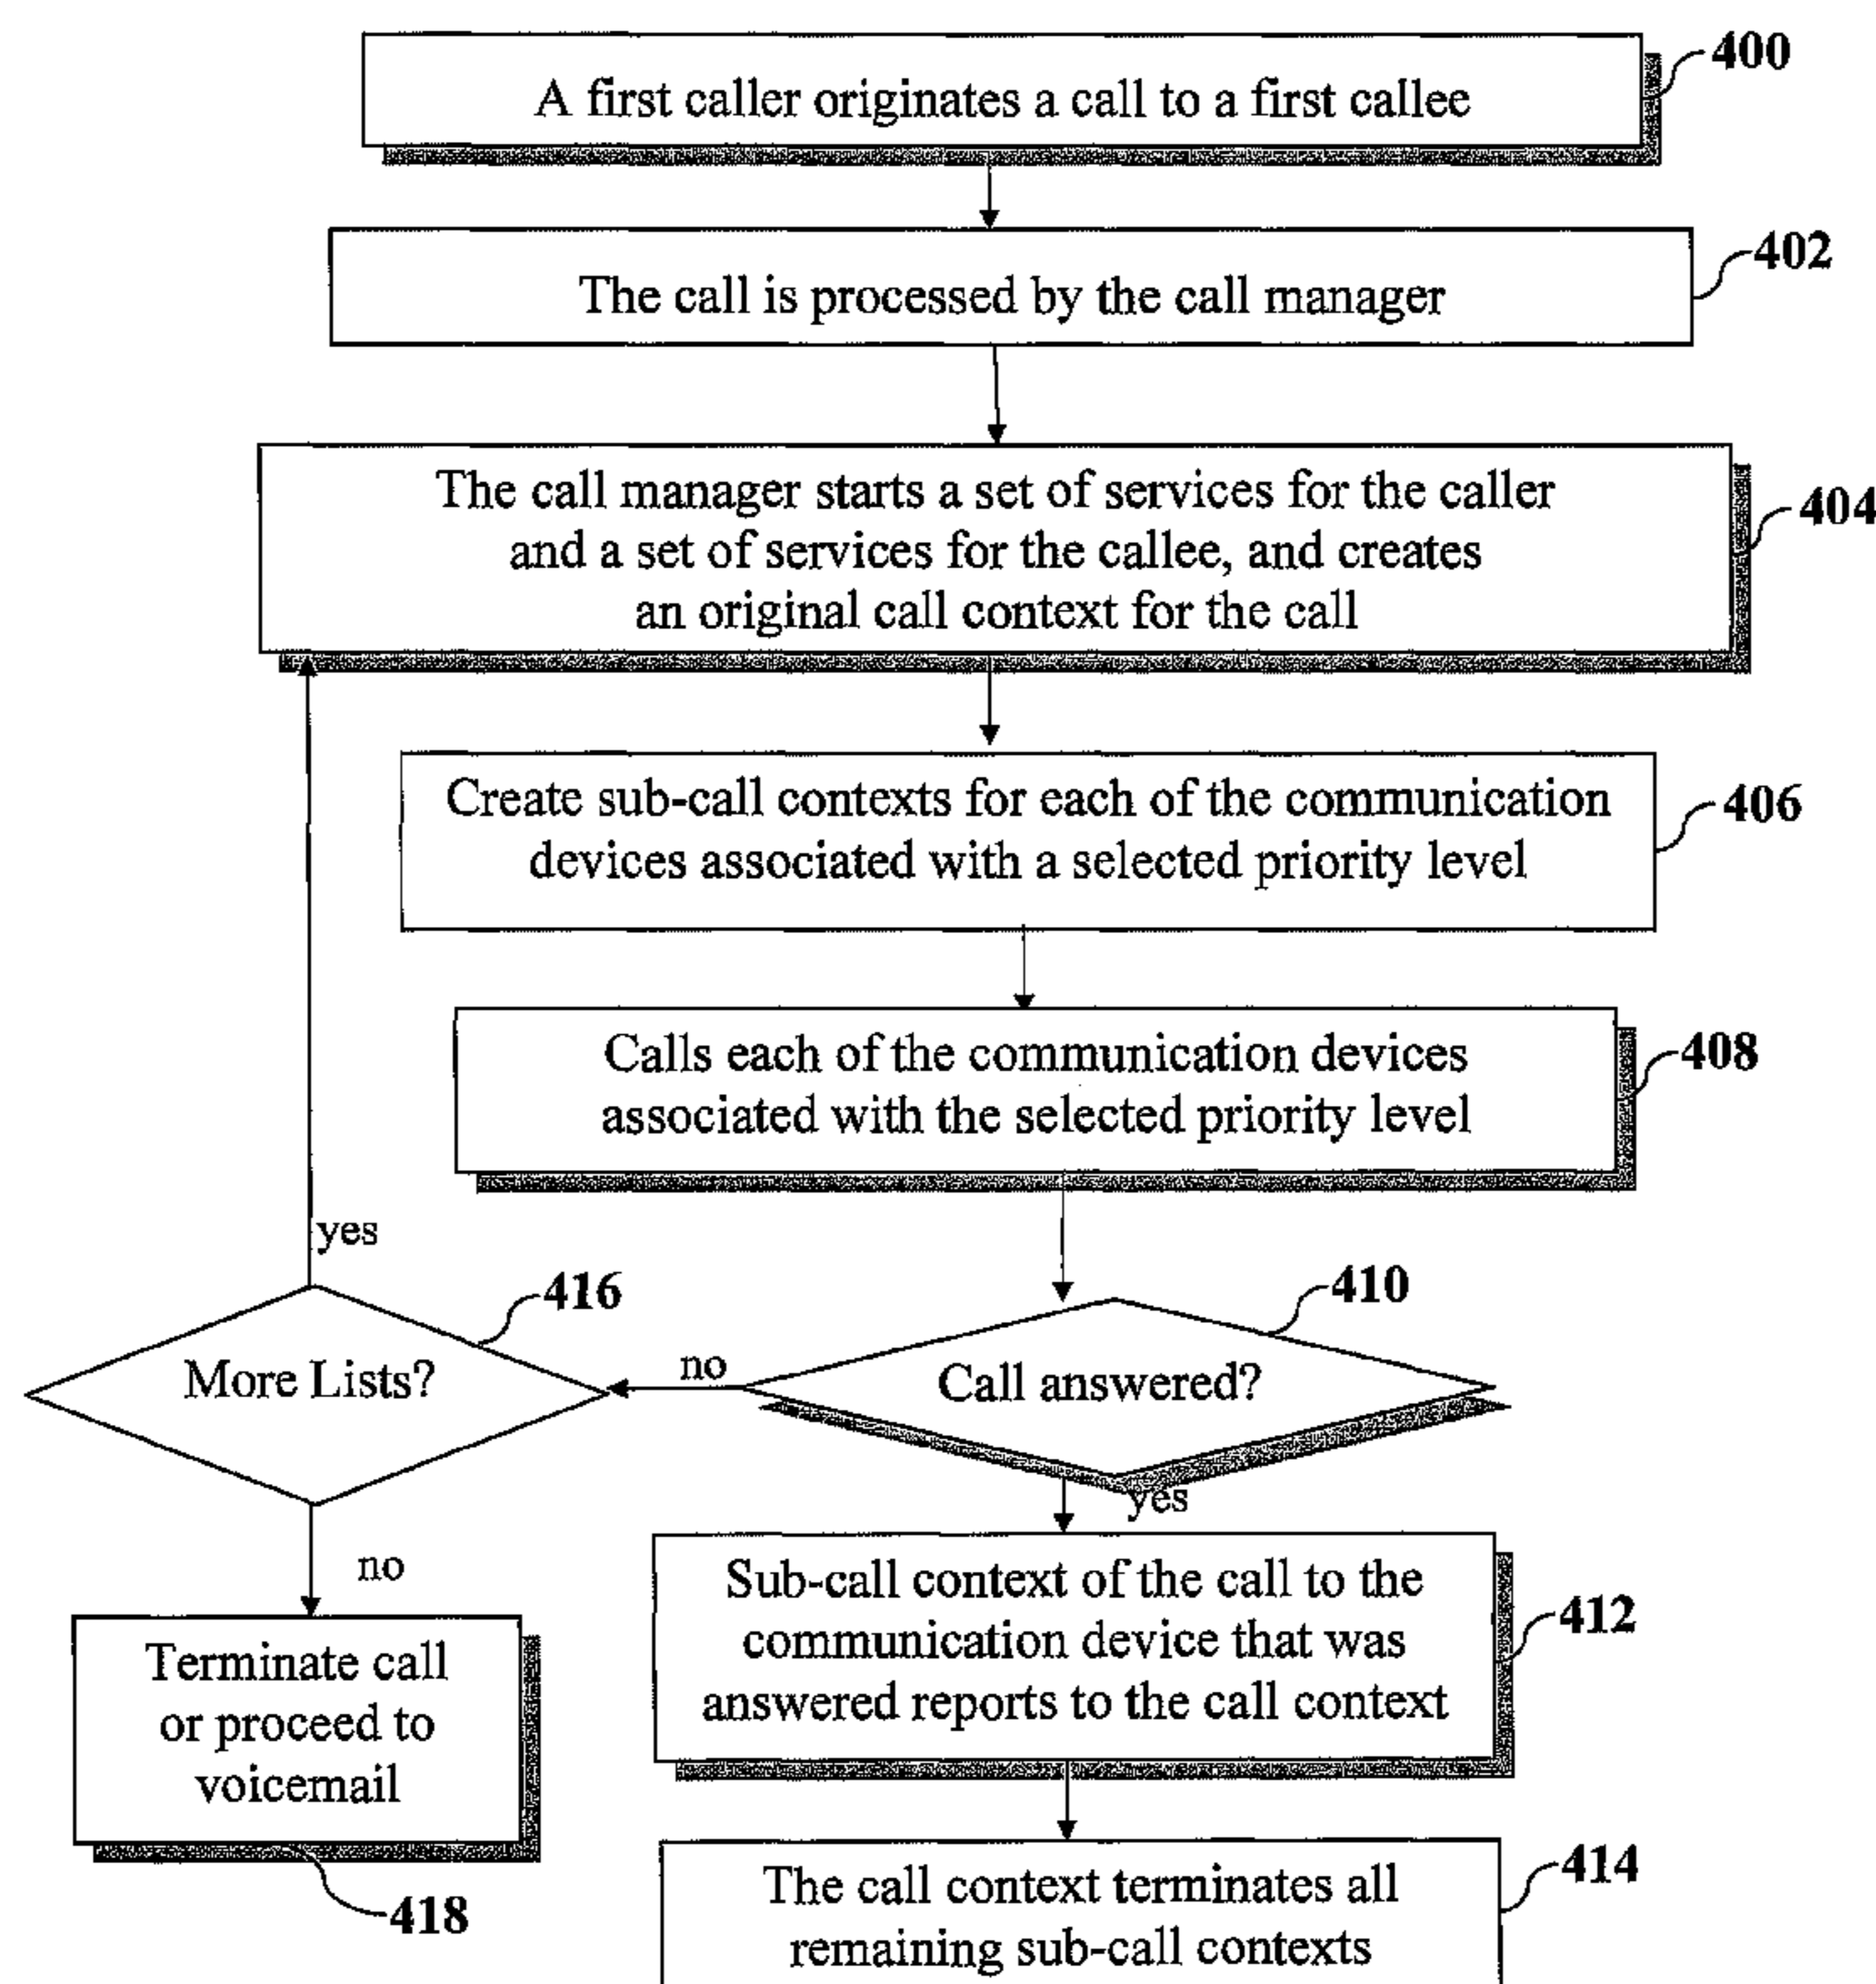 400
A first caller originates a call to a first callee
402
The call is processed by the call manager
The call manager starts a set of services for the caller
and a set of services for the callee, and creates
an original call context for the call
404
Create sub-call contexts for each of the communication
devices associated with a selected priority level
406
Calls each of the communication devices
associated with the selected priority level
408
yes
416
410
More Lists?
no
Call answered?
yes
no
Sub-call context of the call to the
communication device that was
answered reports to the call context
412
Terminate call
or proceed to
voicemail
418
The call context terminates all
remaining sub-call contexts
414